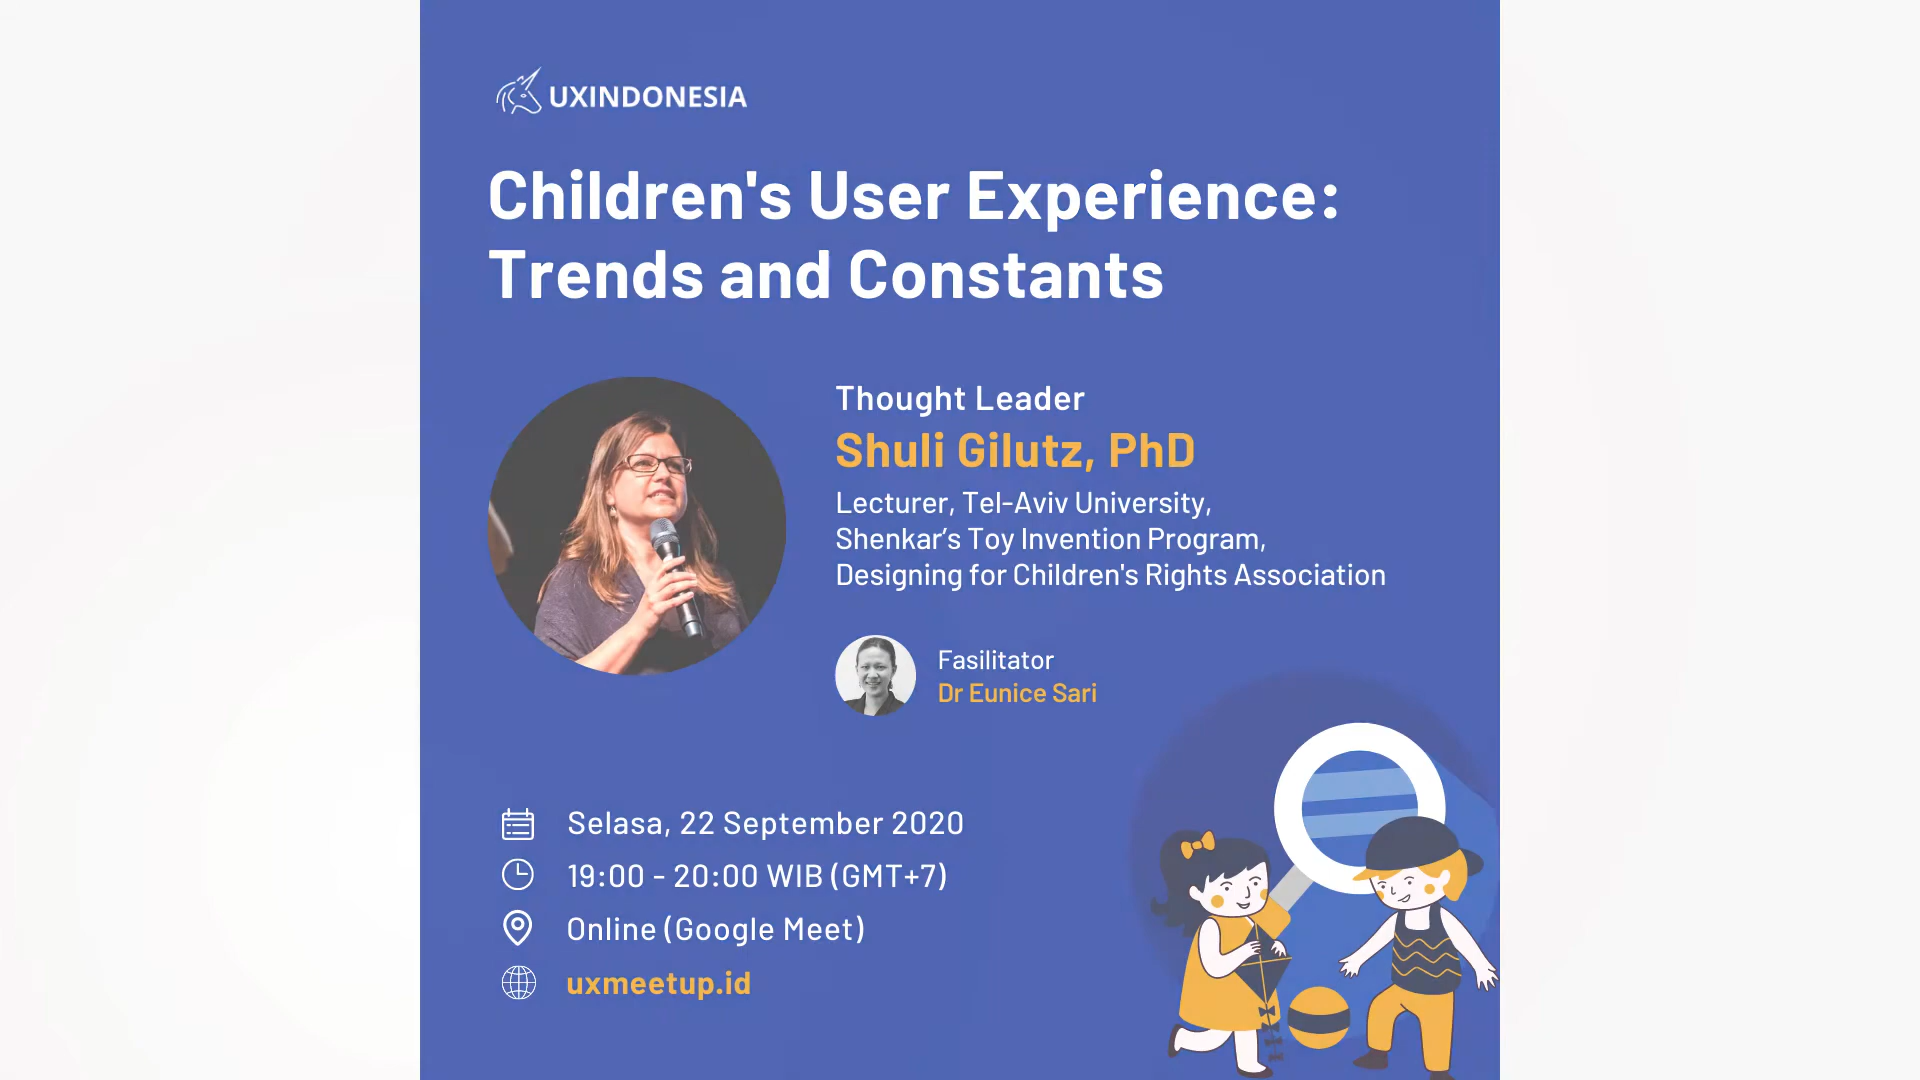 UXINDONESIA
Children's User Experience:
Trends and Constants
Thought Leader
Shuli Gilutz, PhD
Lecturer, Tel-Aviv University,
Shenkar’s Toy Invention Program,
Designing for Children's Rights Association
Fasilitator
Dr Eunice Sari
Selasa, 22 September 2020
19:00 - 20:00 WIB (GMT+7)
Online (Google Meet)
uxmeetup.id